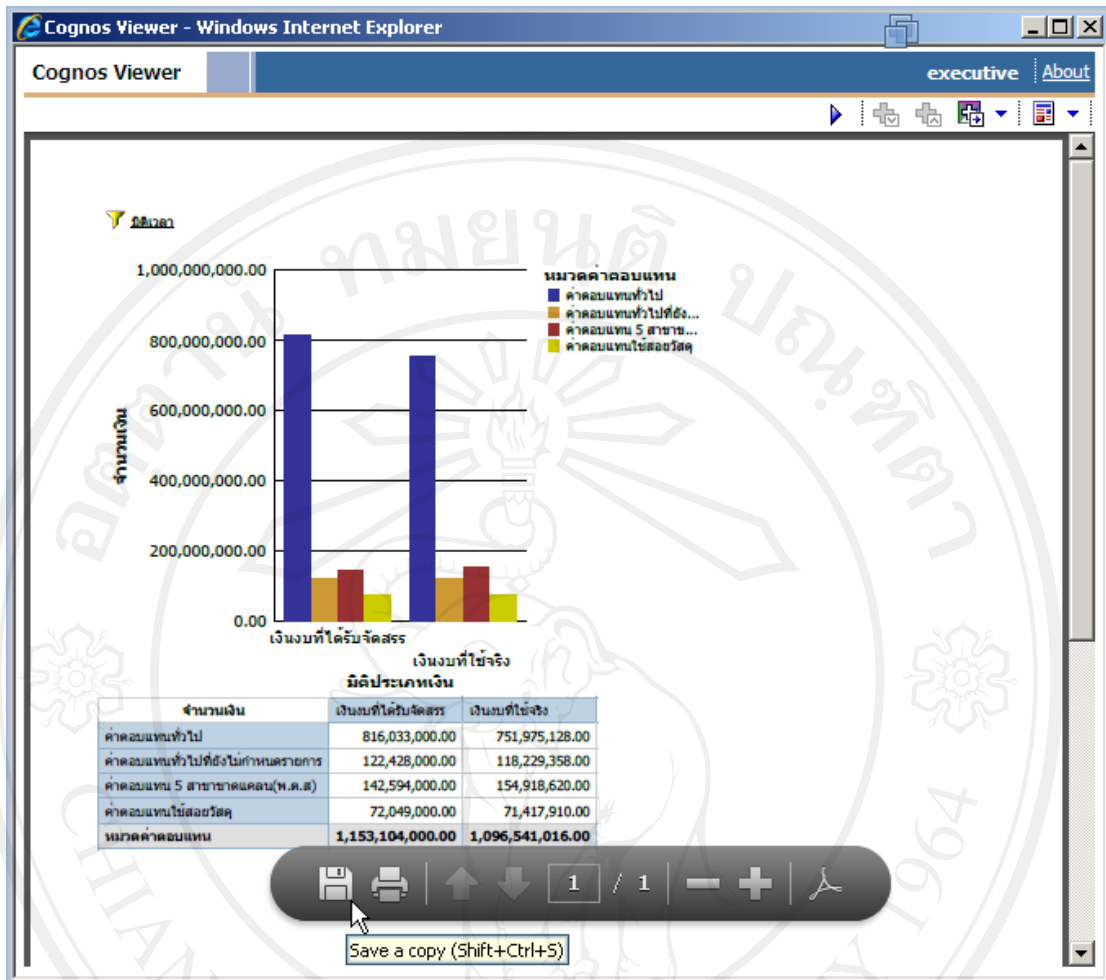 Cognos Viewer - Windows Internet Explorer
Cognos Viewer
executive About
มิติเวลา
1,000,000,000.00
800,000,000.00
600,000,000.00
400,000,000.00
200,000,000.00
0.00
จำนวนเงิน
หมวดค่าตอบแทน
ค่าตอบแทนทั่วไป
ค่าตอบแทนทั่วไปที่ยัง...
ค่าตอบแทน 5 สาขาข...
ค่าตอบแทนใช้สอยวัสดุ
เงินงบที่ได้รับจัดสรร
เงินงบที่ใช้จริง
มิติประเภทเงิน
จำนวนเงิน เงินงบที่ได้รับจัดสรร เงินงบที่ใช้จริง
ค่าตอบแทนทั่วไป 816,033,000.00 751,975,128.00
ค่าตอบแทนทั่วไปที่ยังไม่กำหนดรายการ 122,428,000.00 118,229,358.00
ค่าตอบแทน 5 สาขาขาดแคลน(พ.ต.ส) 142,594,000.00 154,918,620.00
ค่าตอบแทนใช้สอยวัสดุ 72,049,000.00 71,417,910.00
หมวดค่าตอบแทน 1,153,104,000.00 1,096,541,016.00
1 / 1
Save a copy (Shift+Ctrl+S)